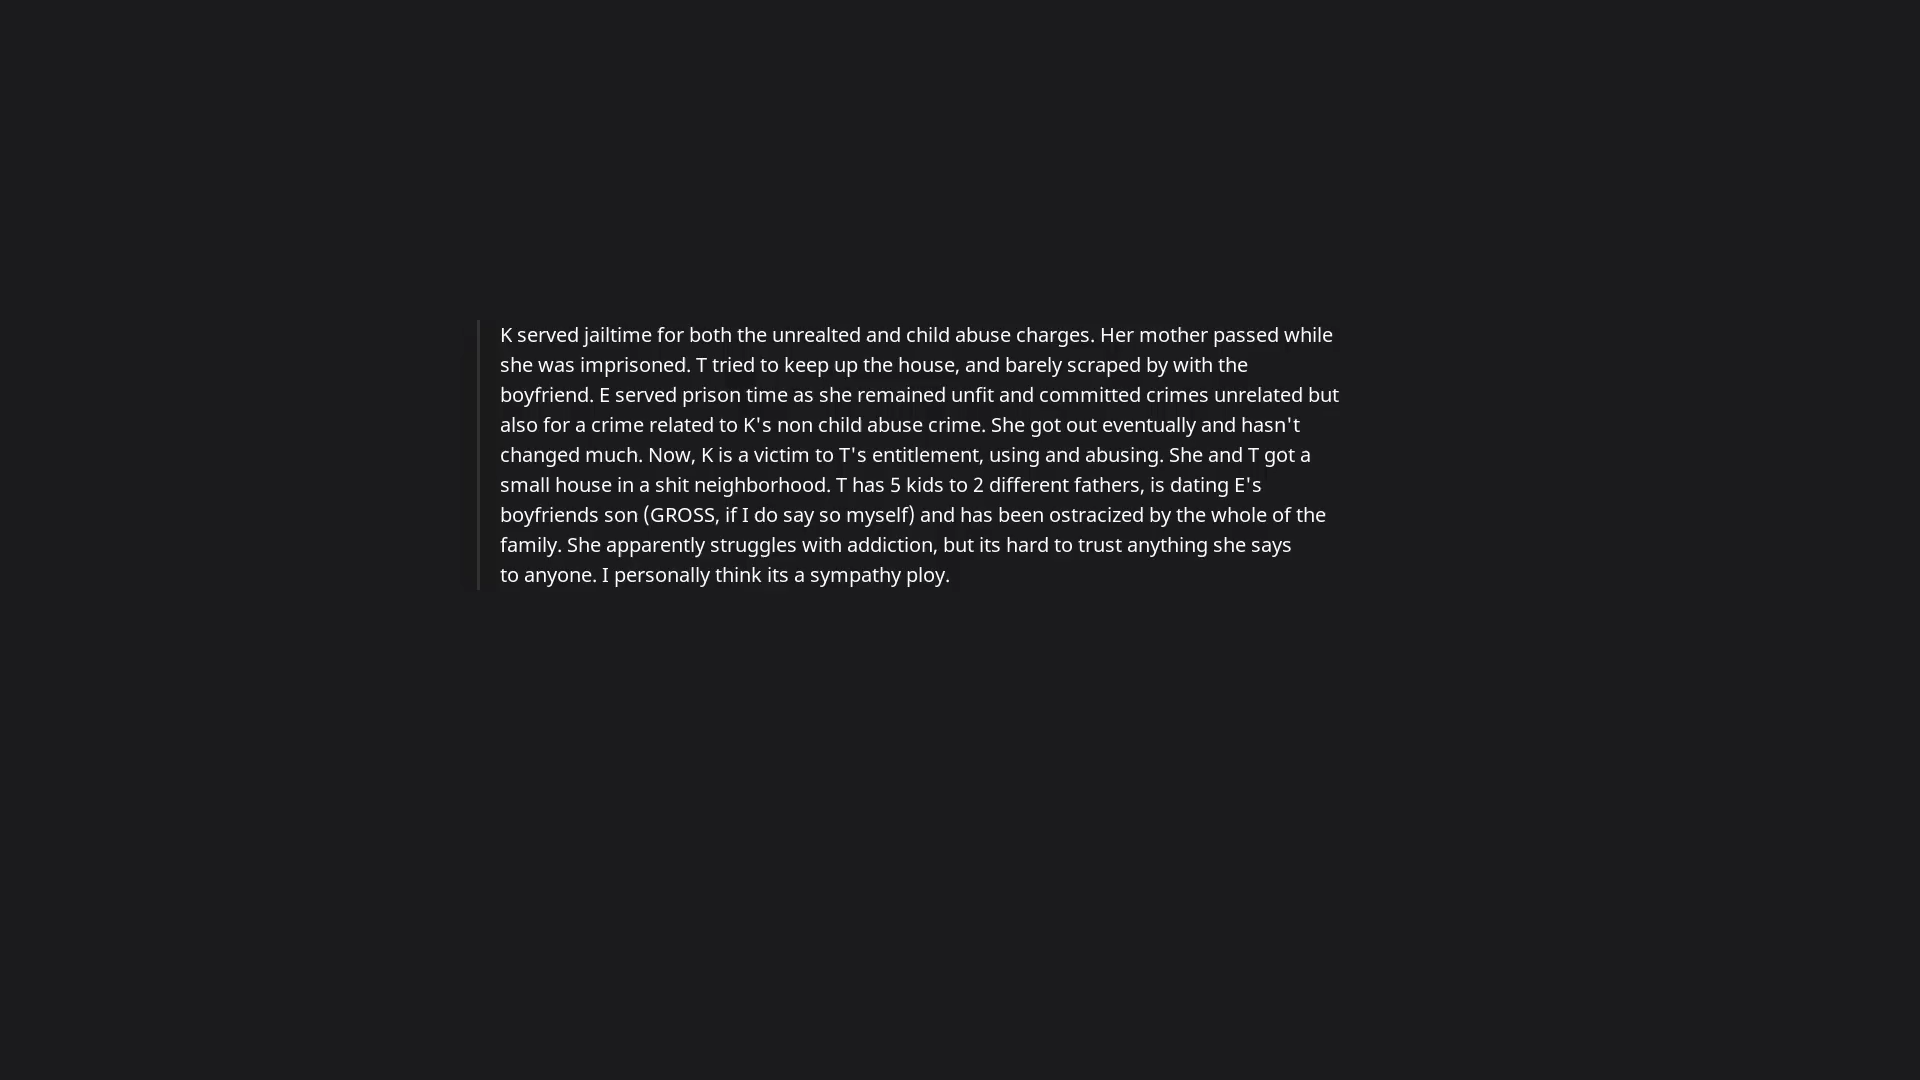 K served jailtime for both the unrealted and child abuse charges. Her mother passed while
she was imprisoned. T tried to keep up the house, and barely scraped by with the
boyfriend. E served prison time as she remained unfit and committed crimes unrelated but
also for a crime related to K's non child abuse crime. She got out eventually and hasn't
changed much. Now, K is a victim to T's entitlement, using and abusing. She and T got a
small house in a shit neighborhood. T has 5 kids to 2 different fathers, is dating E's
boyfriends son (GROSS, if I do say so myself) and has been ostracized by the whole of the
family. She apparently struggles with addiction, but its hard to trust anything she says
to anyone. I personally think its a sympathy ploy.